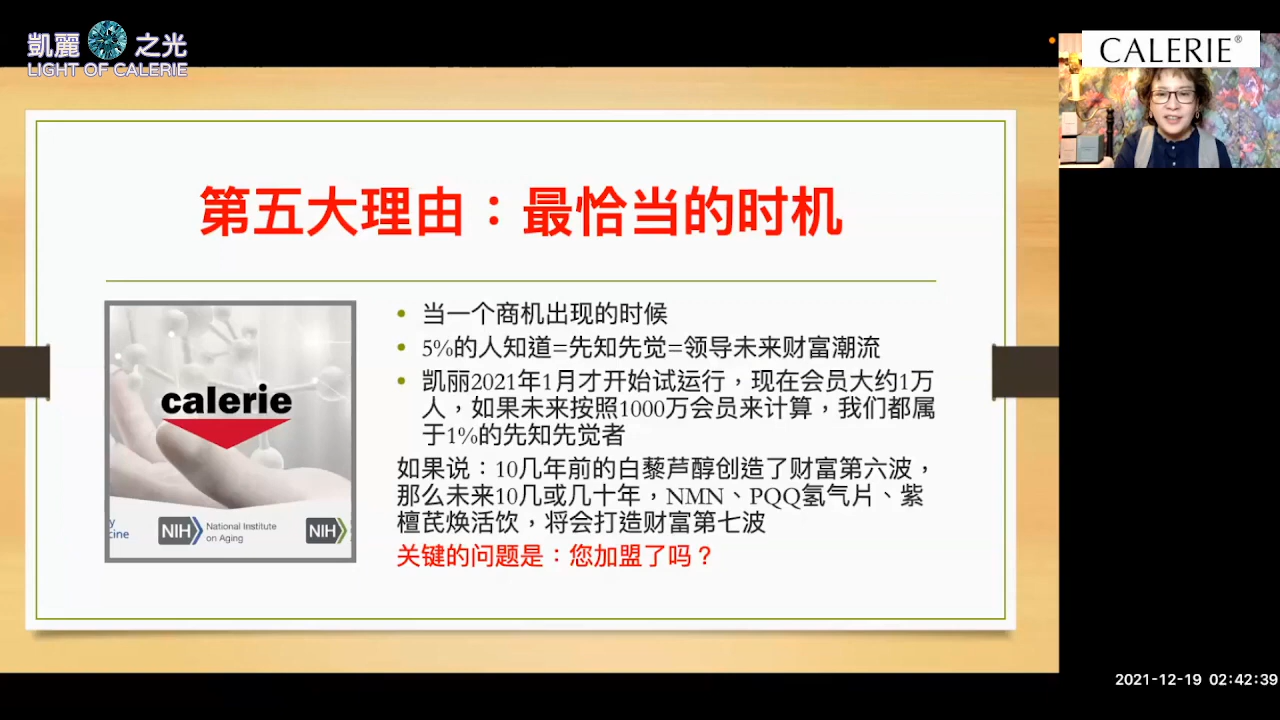 凱麗 之光
LIGHT OF CALERIE
CALERIE®
第五大理由：最恰当的时机
• 当一个商机出现的时候
• 5%的人知道=先知先觉=领导未来财富潮流
• 凯丽2021年1月才开始试运行，现在会员大约1万
人，如果未来按照1000万会员来计算，我们都属
于1%的先知先觉者
如果说：10几年前的白藜芦醇创造了财富第六波，
那么未来10几或几十年，NMN、PQQ氢气片、紫
檀芪焕活饮，将会打造财富第七波
关键的问题是：您加盟了吗？
calerie
NIH National Institute
on Aging
NIH
2021-12-19 02:42:39